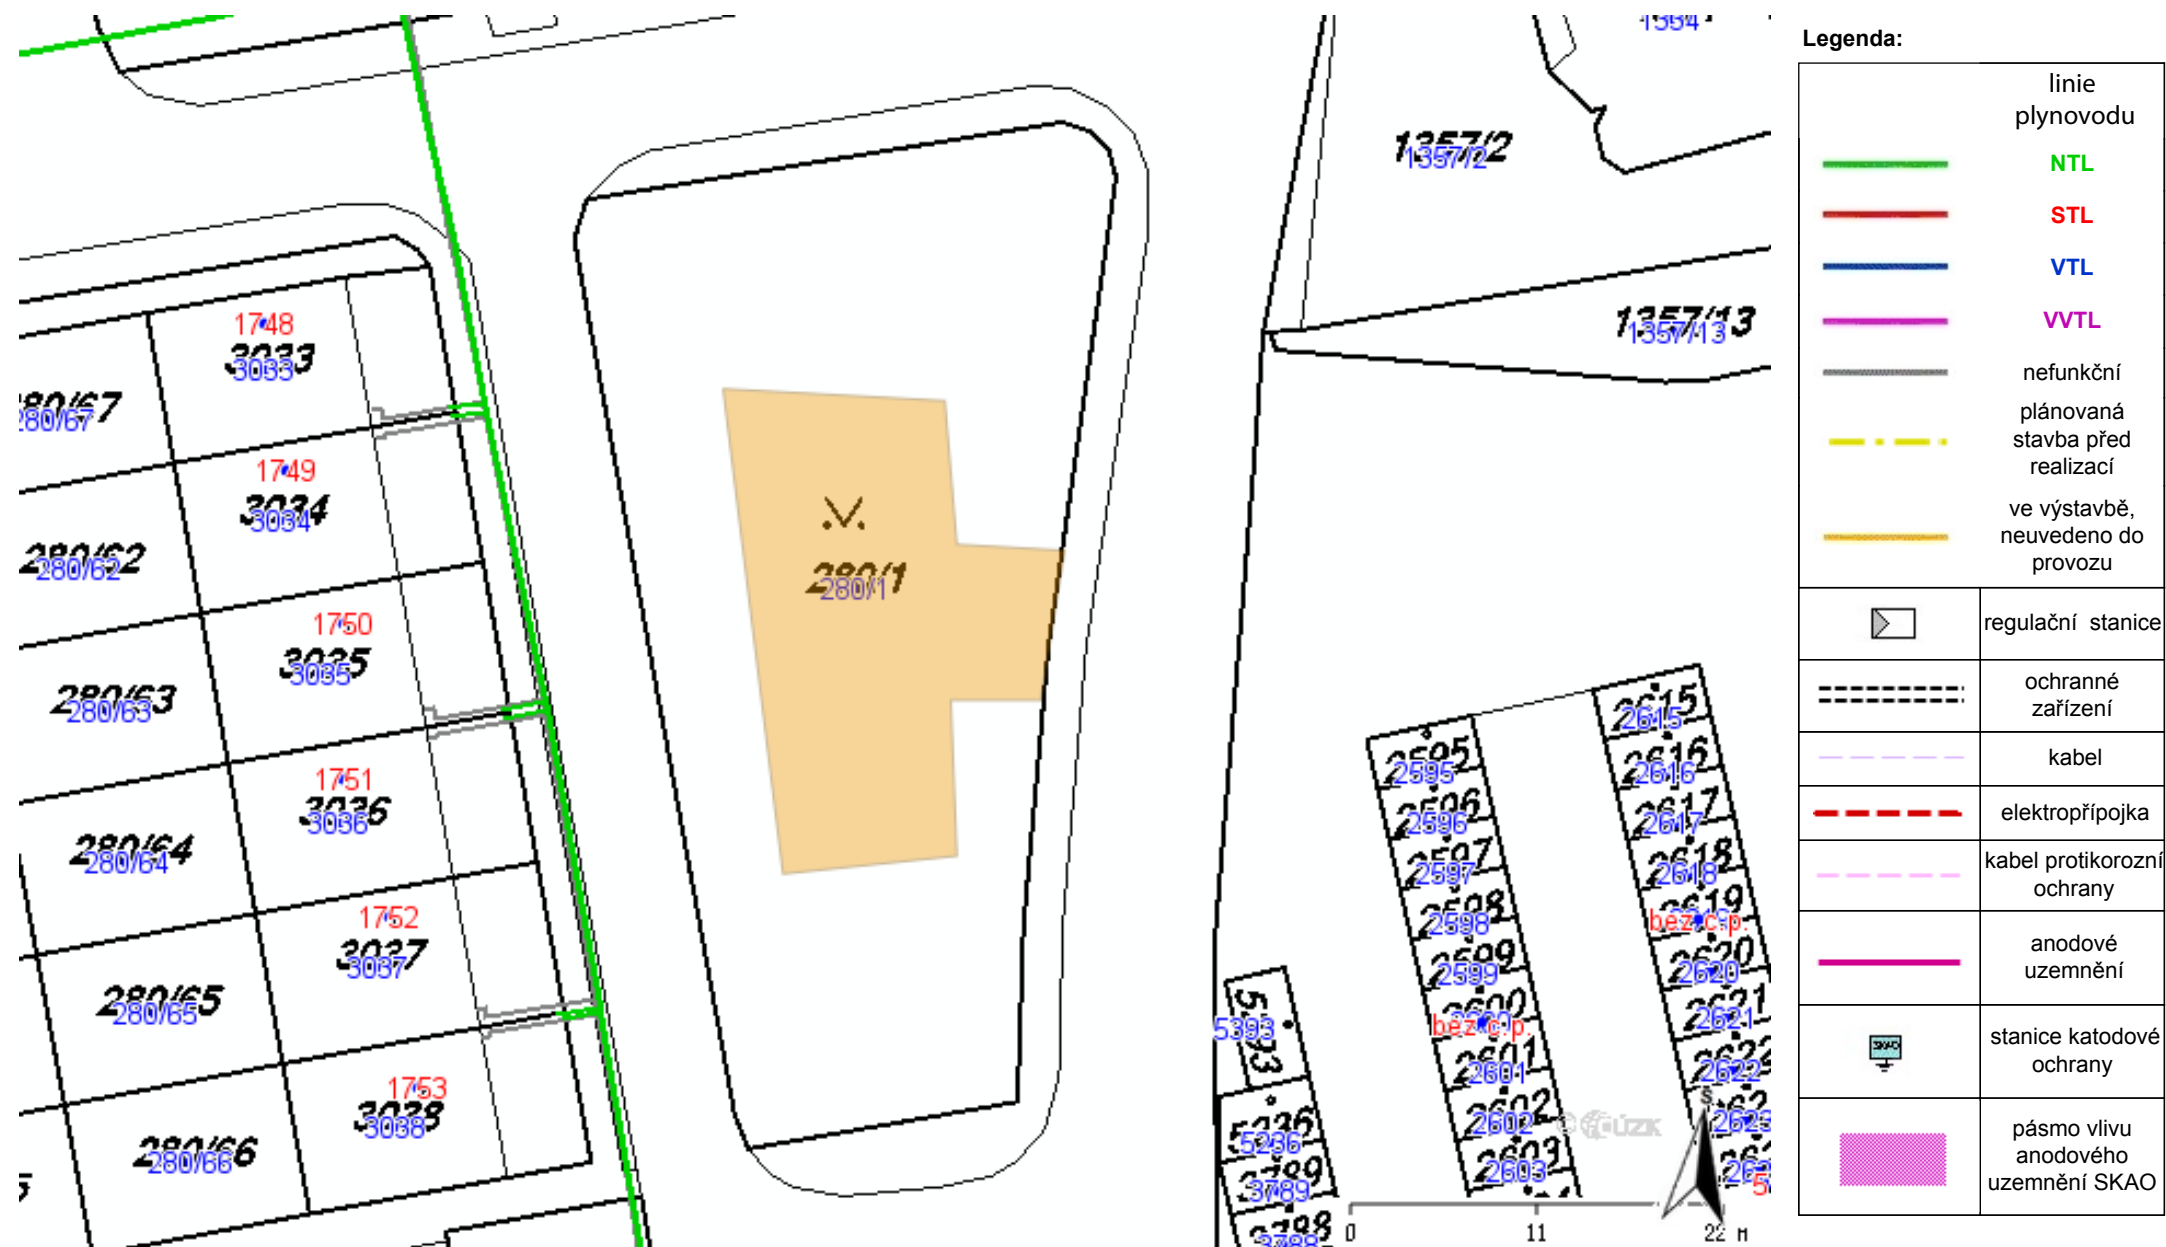 1354
1357/2
1357/2
1357/13
1357/13
1748
3033
3033
280/67
280/67
1749
3034
3034
280/62
280/62
280/1
280/1
1750
3035
3035
280/63
280/63
1751
3036
3036
280/64
280/64
1752
3037
3037
280/65
280/65
1753
3038
3038
280/66
280/66
2595
2595
2596
2596
2597
2597
2598
2598
2599
2599
2600
bez č.p.
2601
2601
2602
2602
2603
2603
2615
2615
2616
2616
2617
2617
2618
2618
2619
bez č.p.
2620
2620
2621
2621
2622
2622
2623
5393
5393
5236
5236
3789
3789
3788
3788
© ČÚZK
S
0 11 22 M
Legenda:
linie
plynovodu
NTL
STL
VTL
VVTL
nefunkční
plánovaná
stavba před
realizací
ve výstavbě,
neuvedeno do
provozu
regulační stanice
ochranné
zařízení
kabel
elektropřípojka
kabel protikorozní
ochrany
anodové
uzemnění
SKAO
stanice katodové
ochrany
pásmo vlivu
anodového
uzemnění SKAO